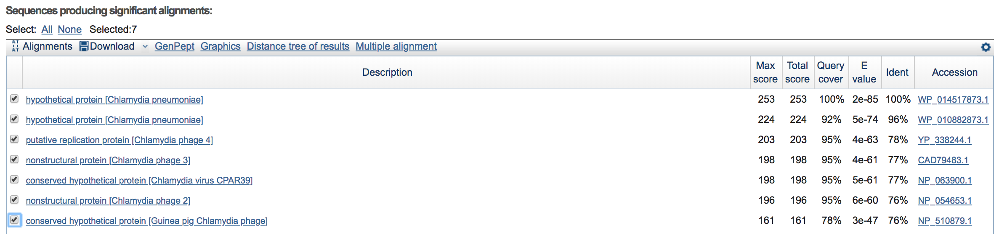 Sequences producing significant alignments:
Select: All None Selected:7
AT AT Alignments Download GenPept Graphics Distance tree of results Multiple alignment
Description Max score Total score Query cover E value Ident Accession
hypothetical protein [Chlamydia pneumoniae] 253 253 100% 2e-85 100% WP_014517873.1
hypothetical protein [Chlamydia pneumoniae] 224 224 92% 5e-74 96% WP_010882873.1
putative replication protein [Chlamydia phage 4] 203 203 95% 4e-63 78% YP_338244.1
nonstructural protein [Chlamydia phage 3] 198 198 95% 4e-61 77% CAD79483.1
conserved hypothetical protein [Chlamydia virus CPAR39] 198 198 95% 5e-61 77% NP_063900.1
nonstructural protein [Chlamydia phage 2] 196 196 95% 6e-60 76% NP_054653.1
conserved hypothetical protein [Guinea pig Chlamydia phage] 161 161 78% 3e-47 76% NP_510879.1